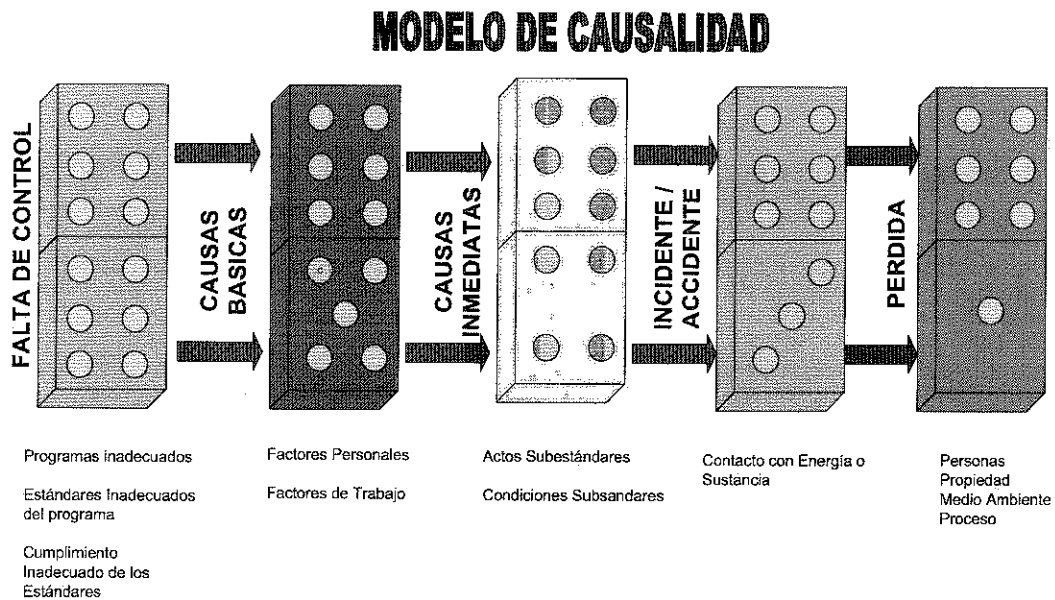 MODELO DE CAUSALIDAD
FALTA DE CONTROL
CAUSAS
BASICAS
CAUSAS
INMEDIATAS
INCIDENTE /
ACCIDENTE
PERDIDA
Programas inadecuados
Estándares Inadecuados
del programa
Cumplimiento
Inadecuado de los
Estándares
Factores Personales
Factores de Trabajo
Actos Subestándares
Condiciones Subsandares
Contacto con Energía o
Sustancia
Personas
Propiedad
Medio Ambiente
Proceso